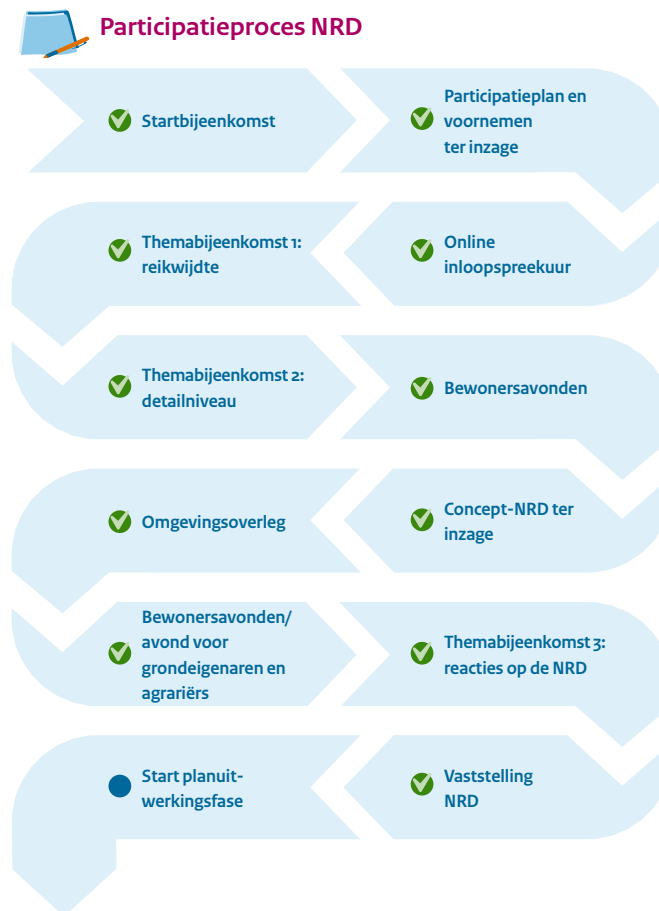 Participatieproces NRD
Startbijeenkomst
Participatieplan en
voornemen
ter inzage
Online
inloopspreekuur
Themabijeenkomst 1:
reikwijdte
Themabijeenkomst 2:
detailniveau
Bewonersavonden
Concept-NRD ter
inzage
Omgevingsoverleg
Bewonersavonden/
avond voor
grondeigenaren en
agrariërs
Themabijeenkomst 3:
reacties op de NRD
Vaststelling
NRD
Start planuit-
werkingsfase